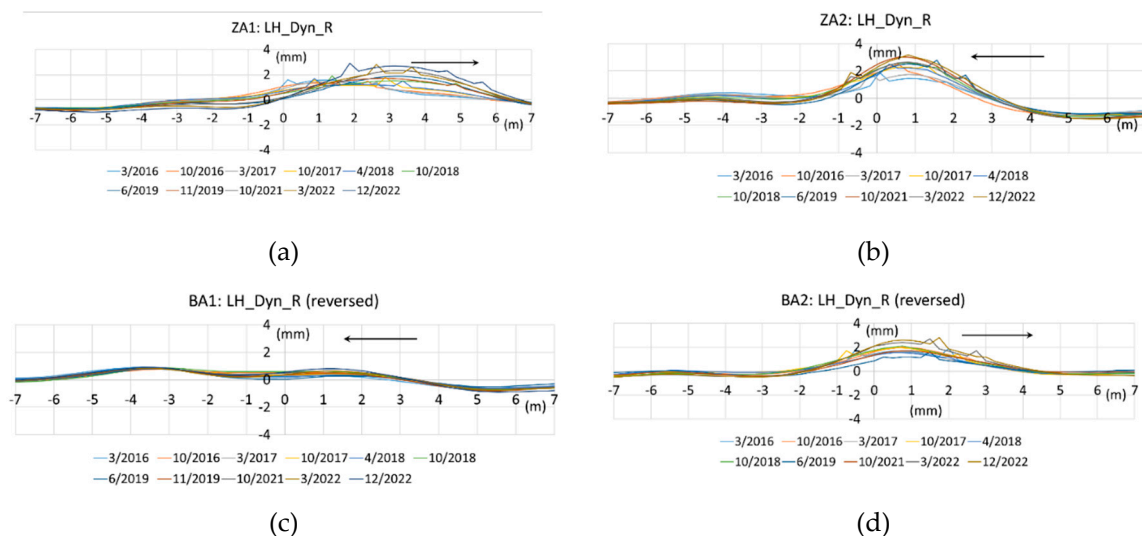 ZA1: LH_Dyn_R
(mm)
4
2
0
-2
-4
-7 -6 -5 -4 -3 -2 -1 0 1 2 3 4 5 6 7
(m)
3/2016 10/2016 3/2017 10/2017 4/2018 10/2018
6/2019 11/2019 10/2021 3/2022 12/2022
(a)
ZA2: LH_Dyn_R
(mm)
4
2
0
-2
-4
-7 -6 -5 -4 -3 -2 -1 0 1 2 3 4 5 6
(m)
3/2016 10/2016 3/2017 10/2017 4/2018
10/2018 6/2019 10/2021 3/2022 12/2022
(b)
BA1: LH_Dyn_R (reversed)
(mm)
4
2
0
-2
-4
-7 -6 -5 -4 -3 -2 -1 0 1 2 3 4 5 6 7
(m)
3/2016 10/2016 3/2017 10/2017 4/2018 10/2018
6/2019 11/2019 10/2021 3/2022 12/2022
(c)
BA2: LH_Dyn_R (reversed)
(mm)
4
2
0
-2
-4
-7 -6 -5 -4 -3 -2 -1 0 1 2 3 4 5 6 7
(m)
(mm)
3/2016 10/2016 3/2017 10/2017 4/2018
10/2018 6/2019 10/2021 3/2022 12/2022
(d)